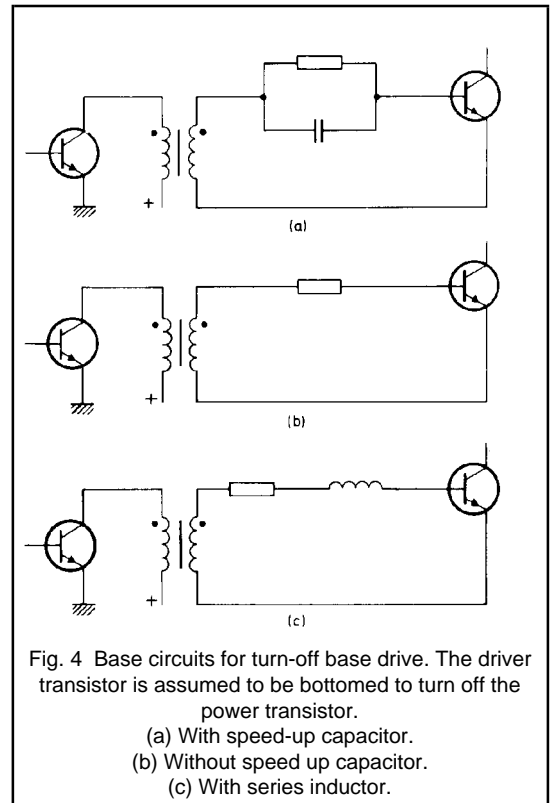 +
(a)
+
(b)
+
(c)
Fig. 4 Base circuits for turn-off base drive. The driver
transistor is assumed to be bottomed to turn off the
power transistor.
(a) With speed-up capacitor.
(b) Without speed up capacitor.
(c) With series inductor.